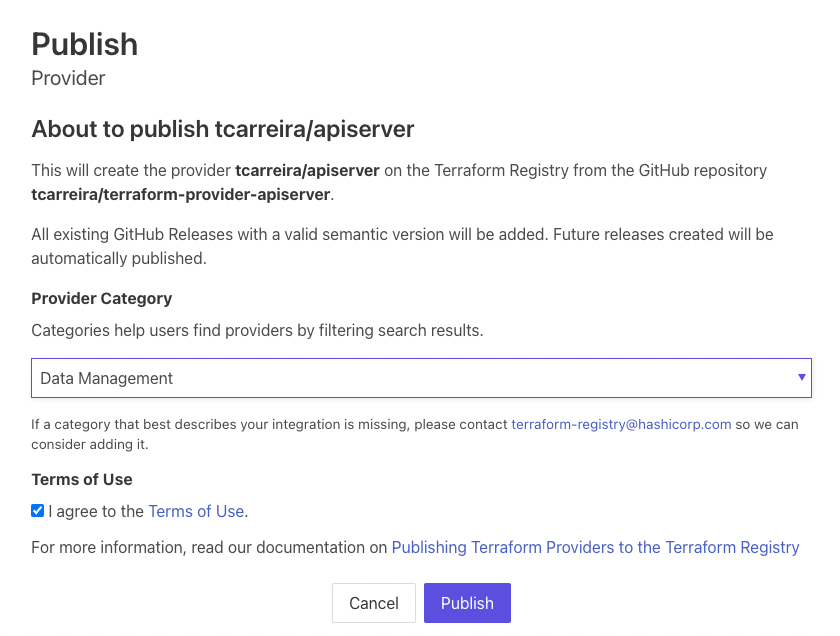 Publish
Provider
About to publish tcarreira/apiserver
This will create the provider tcarreira/apiserver on the Terraform Registry from the GitHub repository
tcarreira/terraform-provider-apiserver.
All existing GitHub Releases with a valid semantic version will be added. Future releases created will be
automatically published.
Provider Category
Categories help users find providers by filtering search results.
Data Management
If a category that best describes your integration is missing, please contact terraform-registry@hashicorp.com so we can
consider adding it.
Terms of Use
I agree to the Terms of Use.
For more information, read our documentation on Publishing Terraform Providers to the Terraform Registry
Cancel Publish